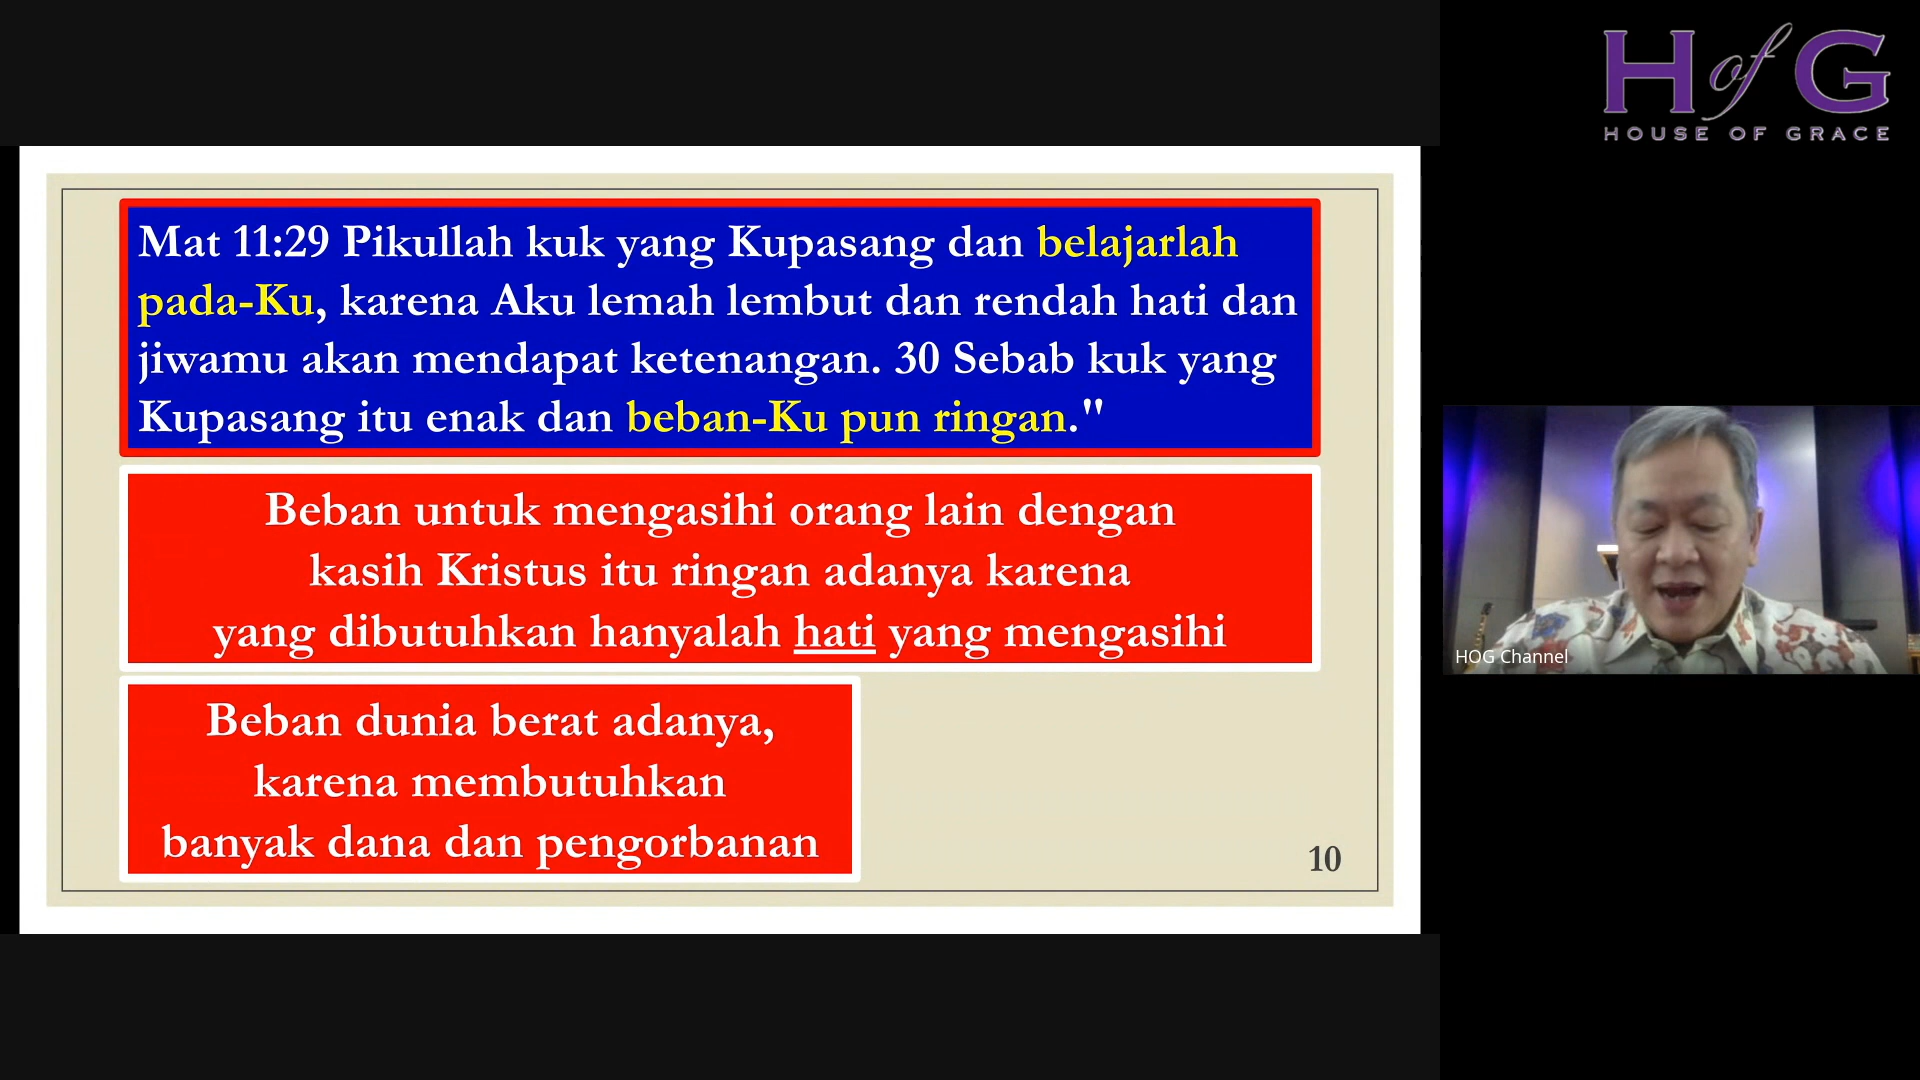 H of G
HOUSE OF GRACE
Mat 11:29 Pikullah kuk yang Kupasang dan belajarlah
pada-Ku, karena Aku lemah lembut dan rendah hati dan
jiwamu akan mendapat ketenangan. 30 Sebab kuk yang
Kupasang itu enak dan beban-Ku pun ringan."
Beban untuk mengasihi orang lain dengan
kasih Kristus itu ringan adanya karena
yang dibutuhkan hanyalah hati yang mengasihi
Beban dunia berat adanya,
karena membutuhkan
banyak dana dan pengorbanan
10
HOG Channel